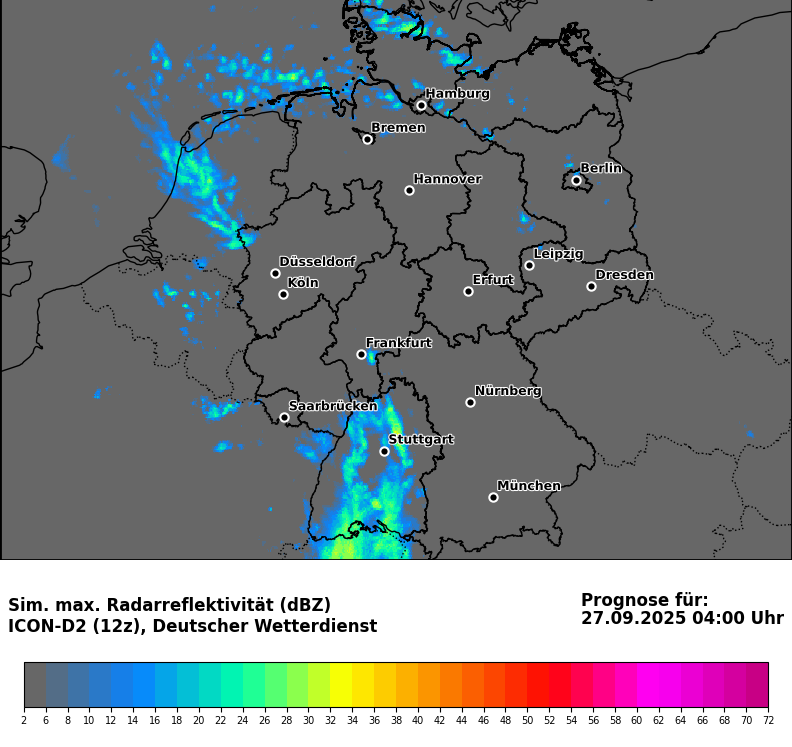 Hamburg
Bremen
Berlin
Hannover
Leipzig
Düsseldorf
Dresden
Köln
Erfurt
Frankfurt
Nürnberg
Saarbrücken
Stuttgart
München
Sim. max. Radarreflektivität (dBZ)
ICON-D2 (12z), Deutscher Wetterdienst
Prognose für:
27.09.2025 04:00 Uhr
2 6 8 10 12 14 16 18 20 22 24 26 28 30 32 34 36 38 40 42 44 46 48 50 52 54 56 58 60 62 64 66 68 70 72